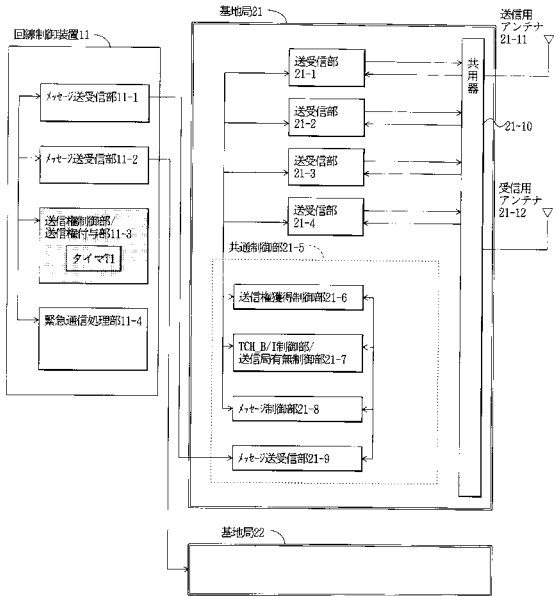 回線制御装置11
メッセージ送受信部11-1
メッセージ送受信部11-2
送信権制御部/
送信権付与部11-3
タイマT1
緊急通信処理部11-4
基地局21
送受信部
21-1
送受信部
21-2
送受信部
21-3
送受信部
21-4
共用器
21-10
送信用
アンテナ
21-11
受信用
アンテナ
21-12
共通制御部21-5
送信権獲得制御部21-6
TCH_B/I制御部/
送信局有無制御部21-7
メッセージ制御部21-8
メッセージ送受信部21-9
基地局22